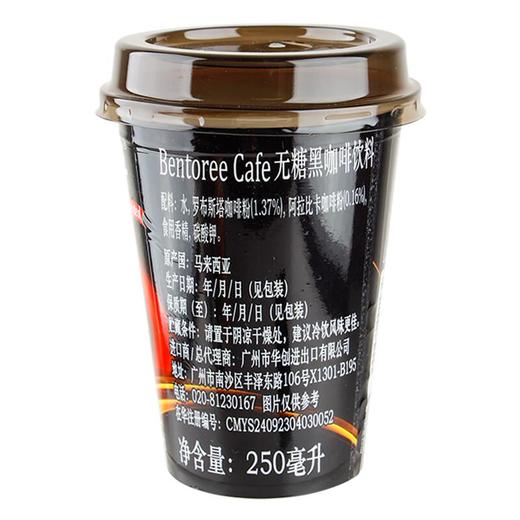 Bentoree Cafe无糖黑咖啡饮料
配料:水,罗布斯塔咖啡粉(1.37%),阿拉比卡咖啡粉(0.16%),
食用香精,碳酸钾。
原产国:马来西亚
生产日期:年/月/日(见包装)
保质期(至):年/月/日(见包装)
贮藏条件:请置于阴凉干燥处,建议冷饮风味更佳。
进口商/总代理商:广州市华创进出口有限公司
地址:广州市南沙区丰泽东路106号X1301-B195
电话:020-81230167 图片仅供参考
在华注册编号:CMYS24092304030052
净含量:250毫升